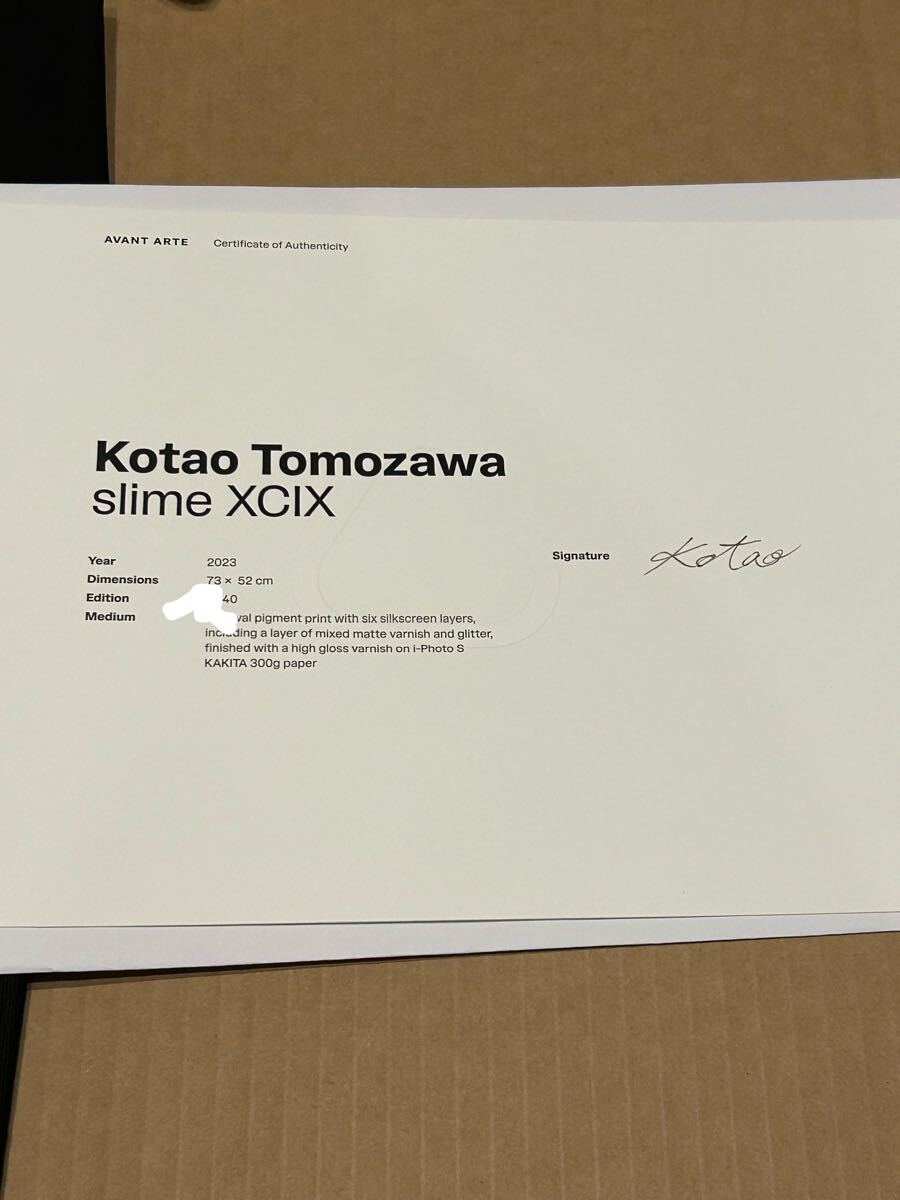 AVANT ARTE Certificate of Authenticity
Kotao Tomozawa
slime XCIX
Year 2023
Dimensions 73 × 52 cm
Edition 40
Medium val pigment print with six silkscreen layers,
including a layer of mixed matte varnish and glitter,
finished with a high gloss varnish on i-Photo S
KAKITA 300g paper
Signature Kotao